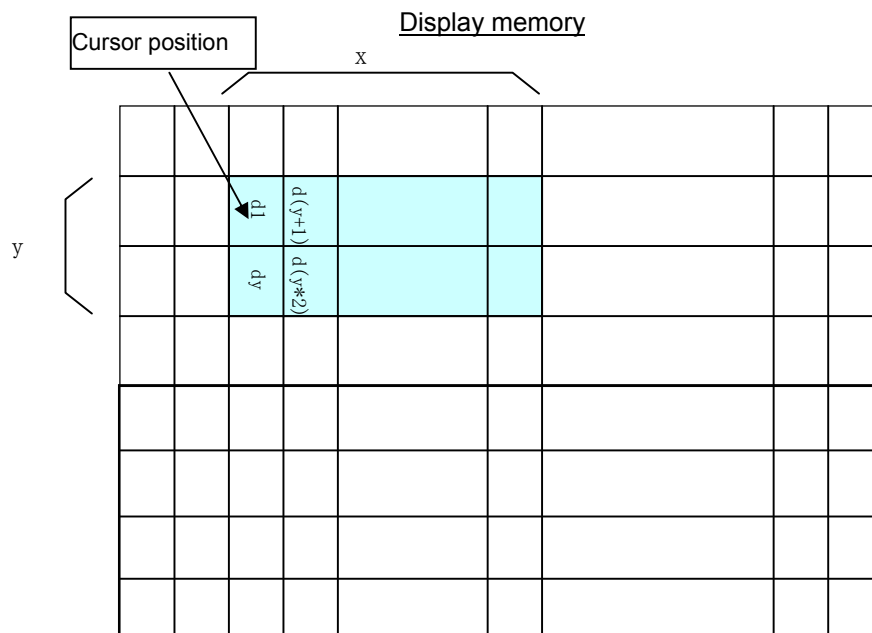 Display memory
Cursor position
x
y
d1
d(y+1)
dy
d(y*2)